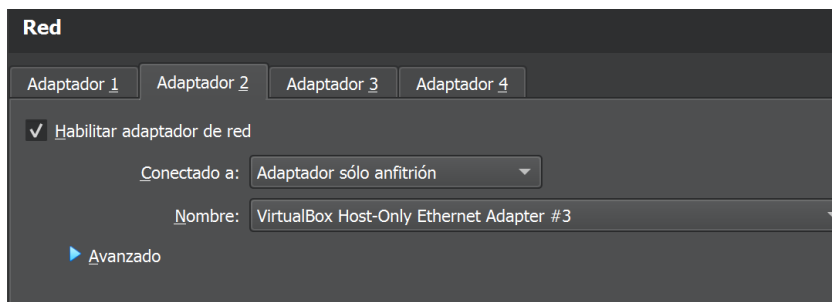 Red
Adaptador 1 Adaptador 2 Adaptador 3 Adaptador 4
Habilitar adaptador de red
Conectado a: Adaptador sólo anfitrión
Nombre: VirtualBox Host-Only Ethernet Adapter #3
Avanzado